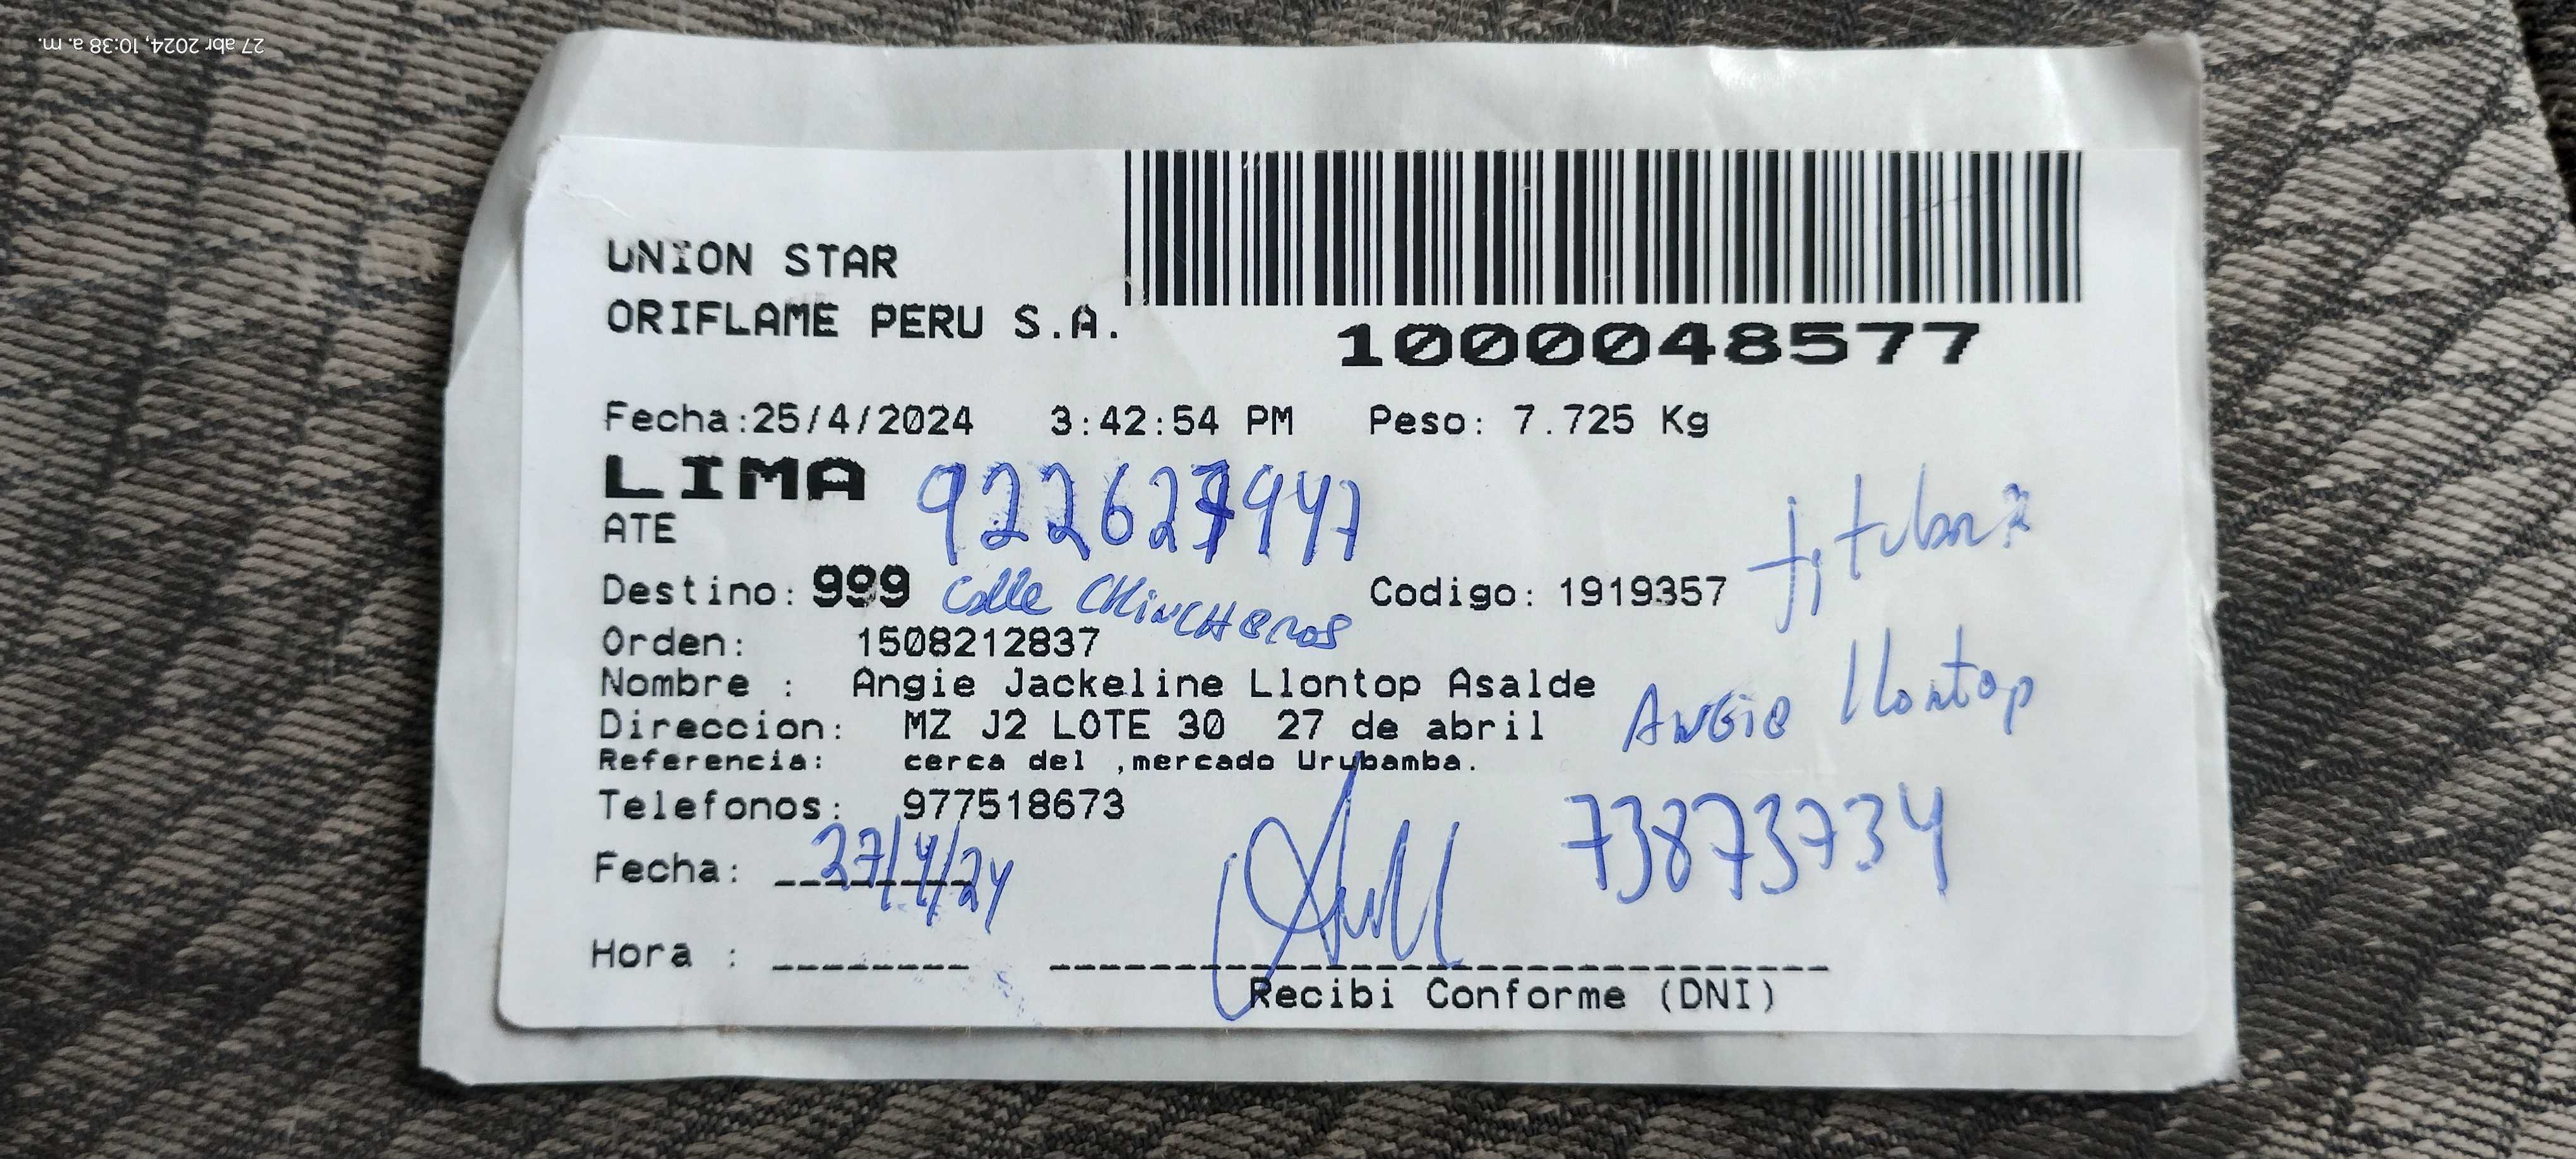 27 abr 2024, 10:38 a. m.
UNION STAR
ORIFLAME PERU S.A.
1000048577
Fecha:25/4/2024 3:42:54 PM Peso: 7.725 Kg
LIMA 922627947
ATE
Destino: 999 Calle CHINCHEROS Codigo: 1919357
Orden: 1508212837
Nombre : Angie Jackeline Llontop Asalde
ANGiE Llontop
Direccion: MZ J2 LOTE 30 27 de abril
Referencia: cerca del ,mercado Urubamba.
Telefonos: 977518673
73873734
Fecha: 27/4/24
Hora :
Recibi Conforme (DNI)